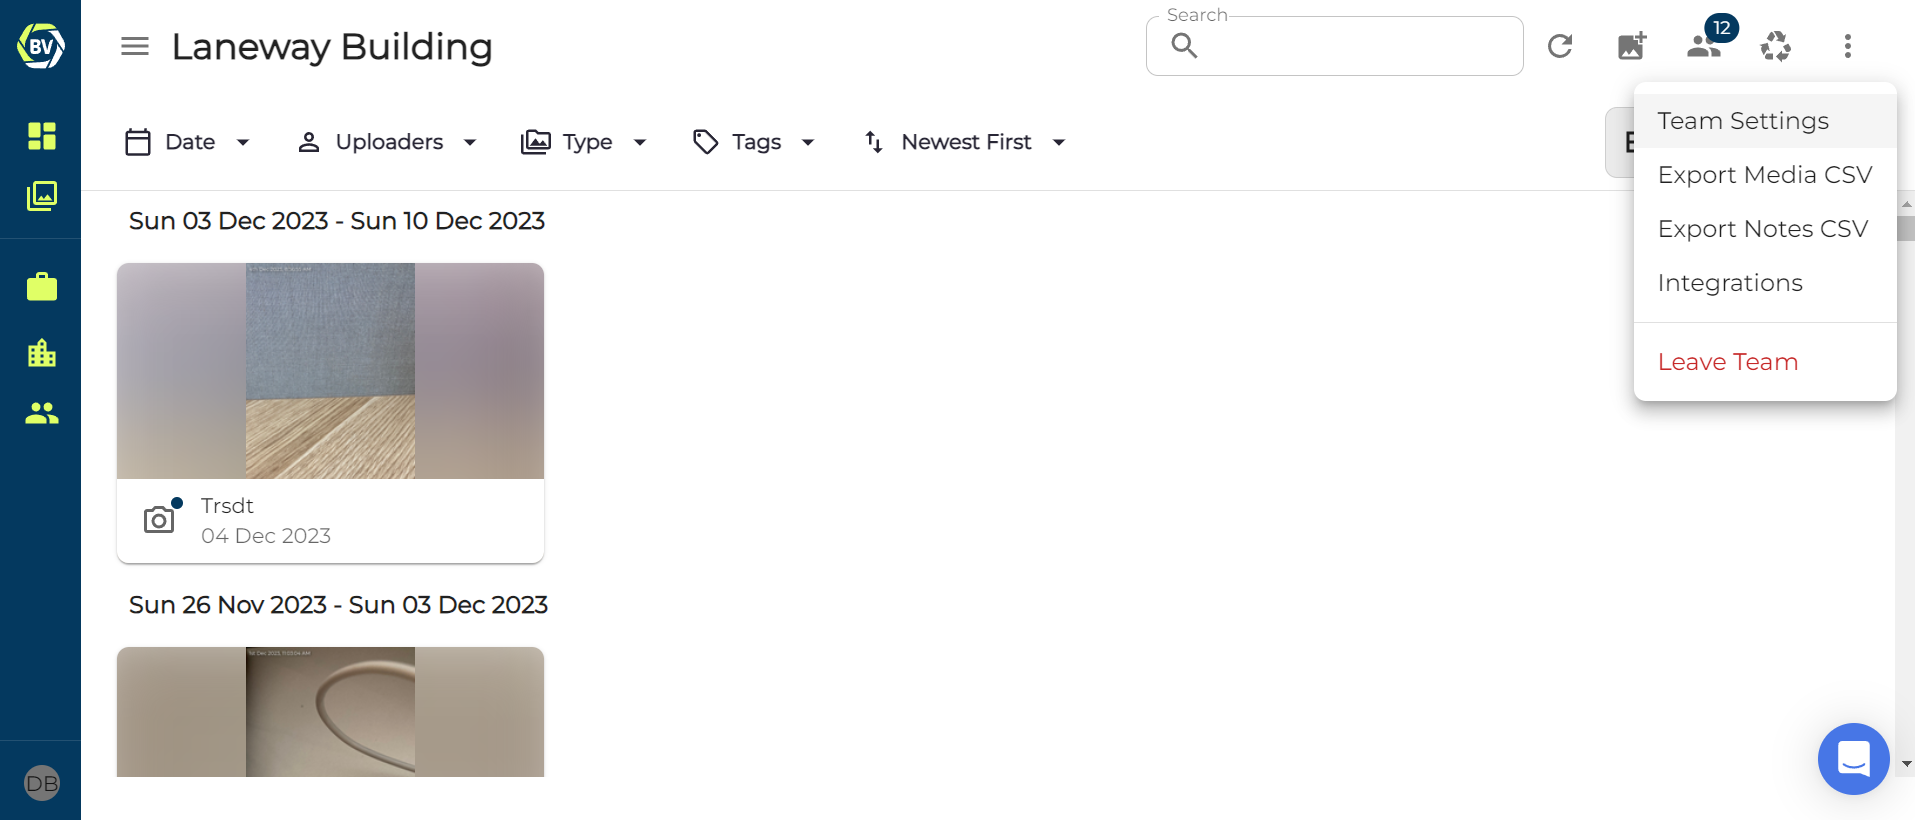 BV
Laneway Building
Search
12
Date
Uploaders
Type
Tags
Newest First
Team Settings
Export Media CSV
Export Notes CSV
Integrations
Leave Team
Sun 03 Dec 2023 - Sun 10 Dec 2023
Trsdt
04 Dec 2023
Sun 26 Nov 2023 - Sun 03 Dec 2023
DB